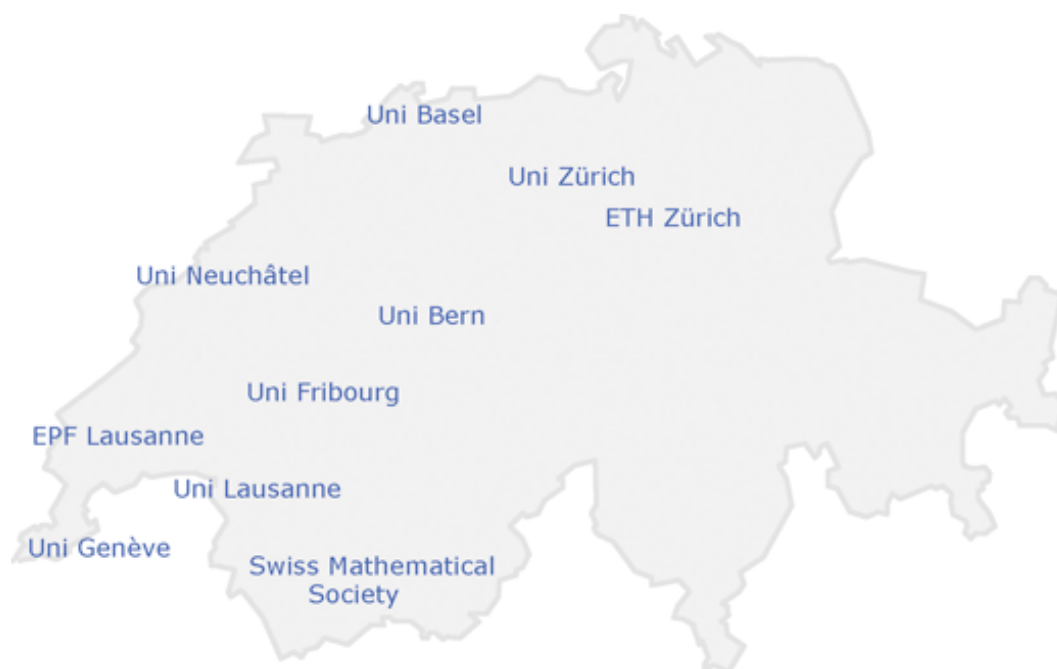 Uni Basel
Uni Zürich
ETH Zürich
Uni Neuchâtel
Uni Bern
Uni Fribourg
EPF Lausanne
Uni Lausanne
Uni Genève
Swiss Mathematical
Society